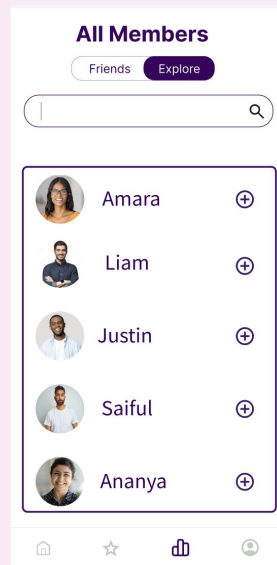 All Members
Friends Explore
Amara
Liam
Justin
Saiful
Ananya